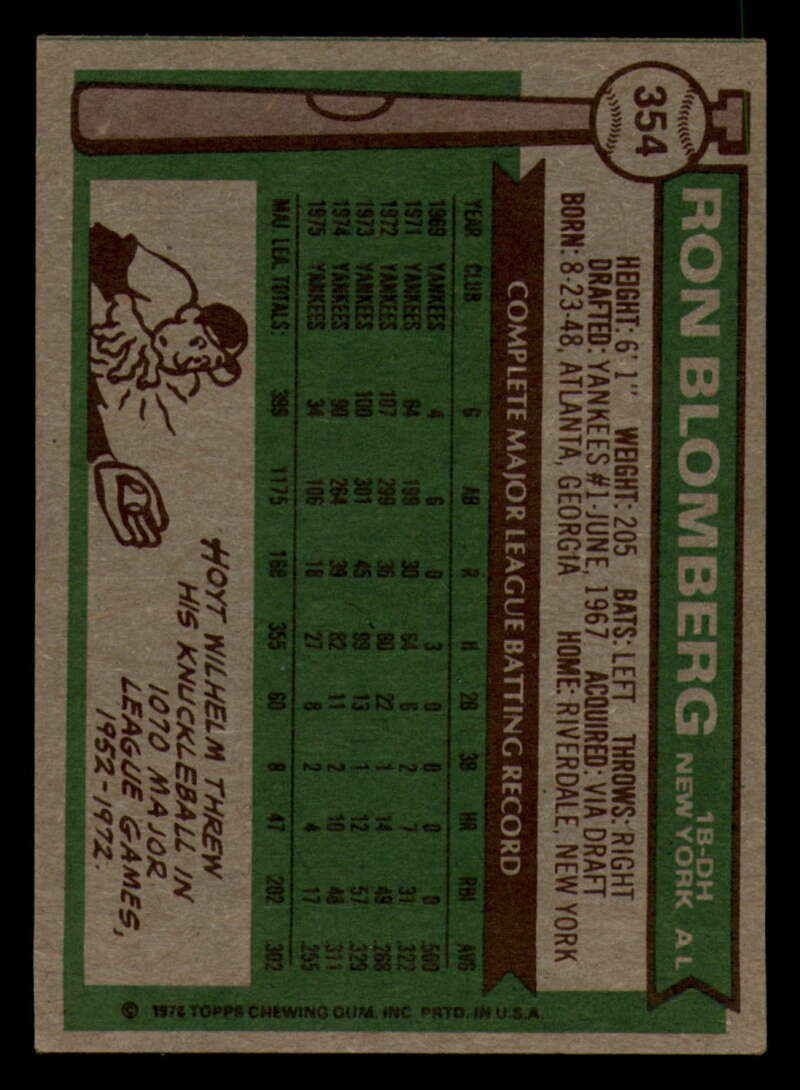 354
RON BLOMBERG
1B-DH
NEW YORK A L
HEIGHT: 6'1" WEIGHT: 205 BATS: LEFT THROWS: RIGHT
DRAFTED: YANKEES #1-JUNE, 1967 ACQUIRED: VIA DRAFT
BORN: 8-23-48, ATLANTA, GEORGIA HOME: RIVERDALE, NEW YORK
COMPLETE MAJOR LEAGUE BATTING RECORD
YEAR CLUB G AB R H 2B 3B HR RBI AVG
1969 YANKEES 4 6 0 3 0 0 0 0 500
1971 YANKEES 64 199 30 64 6 2 7 31 322
1972 YANKEES 107 299 36 80 22 1 14 49 268
1973 YANKEES 100 301 45 99 13 1 12 57 329
1974 YANKEES 90 264 39 82 11 2 10 48 311
1975 YANKEES 34 106 18 27 8 2 4 17 255
MAJ. LEA. TOTALS: 399 1175 168 355 60 8 47 202 302
HOYT WILHELM THREW
HIS KNUCKLEBALL IN
1070 MAJOR
LEAGUE GAMES,
1952-1972.
© 1976 TOPPS CHEWING GUM, INC. PRTD. IN U.S.A.